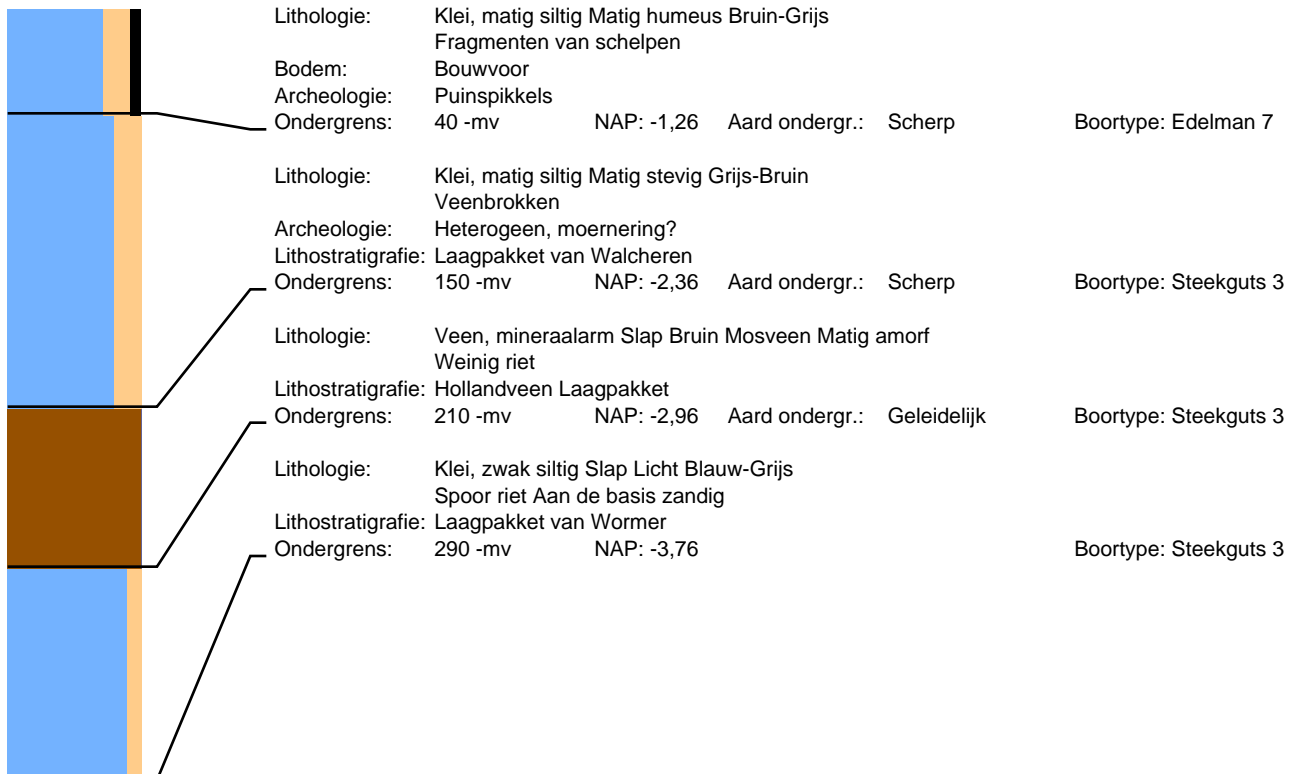 Lithologie: Klei, matig siltig Matig humeus Bruin-Grijs
Fragmenten van schelpen
Bodem: Bouwvoor
Archeologie: Puinspikkels
Ondergrens: 40 -mv NAP: -1,26 Aard ondergr.: Scherp Boortype: Edelman 7
Lithologie: Klei, matig siltig Matig stevig Grijs-Bruin
Veenbrokken
Archeologie: Heterogeen, moernering?
Lithostratigrafie: Laagpakket van Walcheren
Ondergrens: 150 -mv NAP: -2,36 Aard ondergr.: Scherp Boortype: Steekguts 3
Lithologie: Veen, mineraalarm Slap Bruin Mosveen Matig amorf
Weinig riet
Lithostratigrafie: Hollandveen Laagpakket
Ondergrens: 210 -mv NAP: -2,96 Aard ondergr.: Geleidelijk Boortype: Steekguts 3
Lithologie: Klei, zwak siltig Slap Licht Blauw-Grijs
Spoor riet Aan de basis zandig
Lithostratigrafie: Laagpakket van Wormer
Ondergrens: 290 -mv NAP: -3,76 Boortype: Steekguts 3